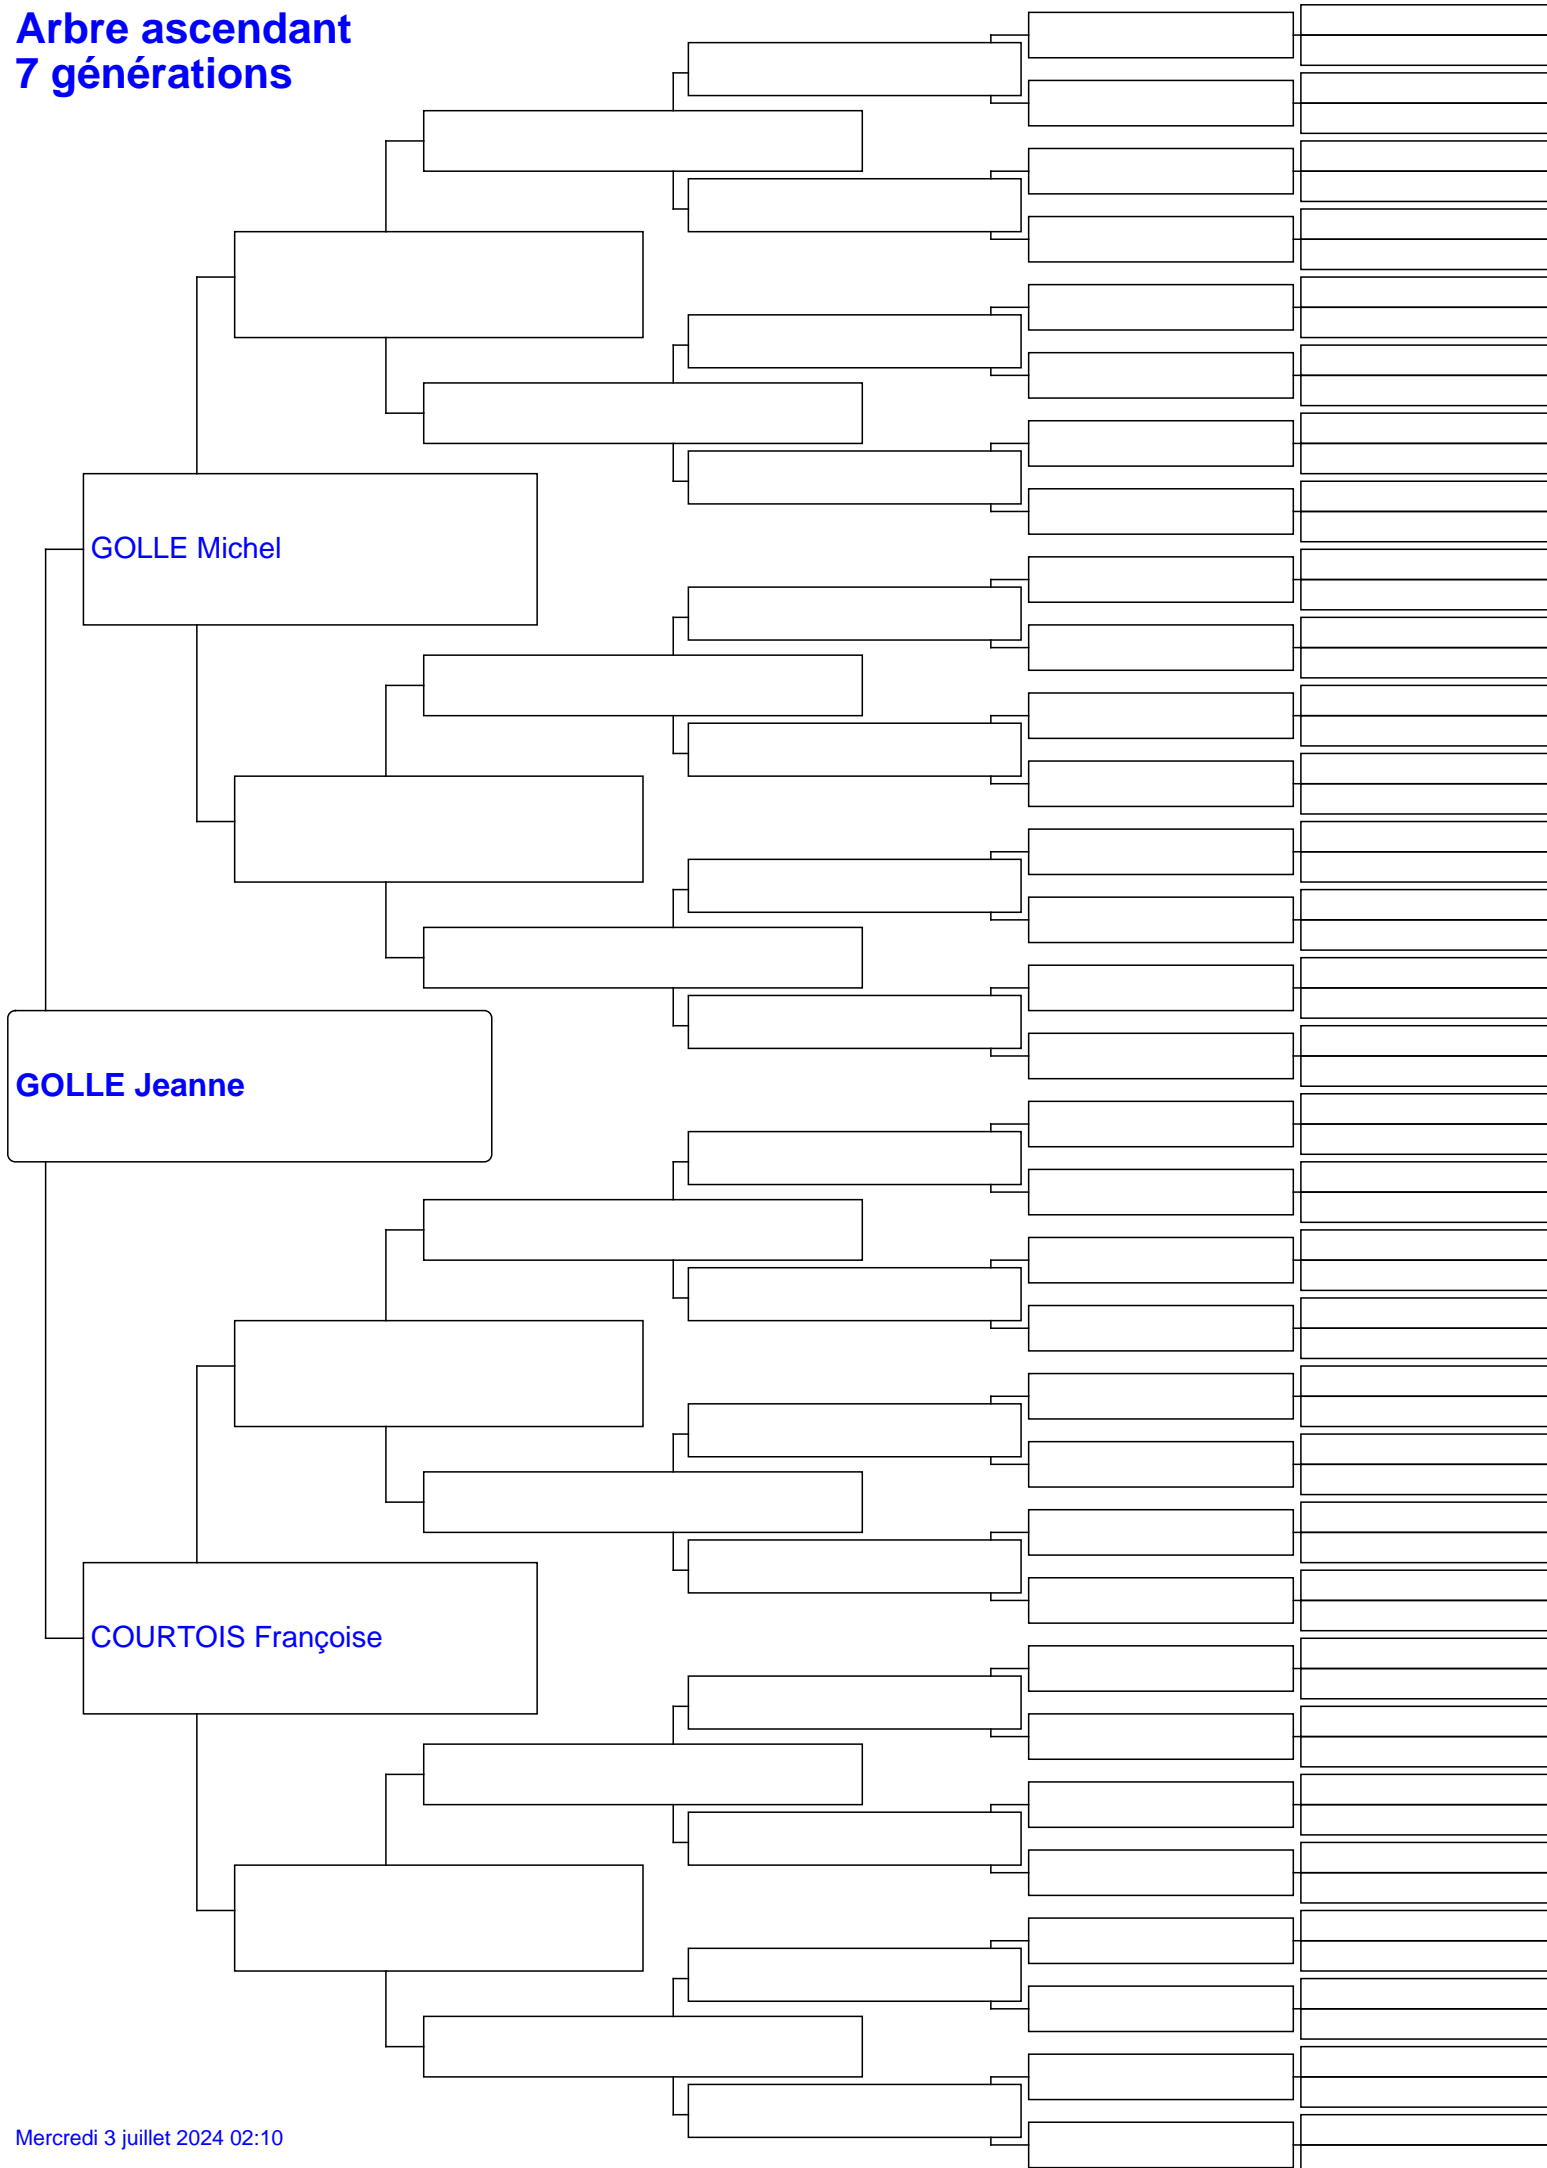 Arbre ascendant
7 générations
GOLLE Michel
GOLLE Jeanne
COURTOIS Françoise
Mercredi 3 juillet 2024 02:10